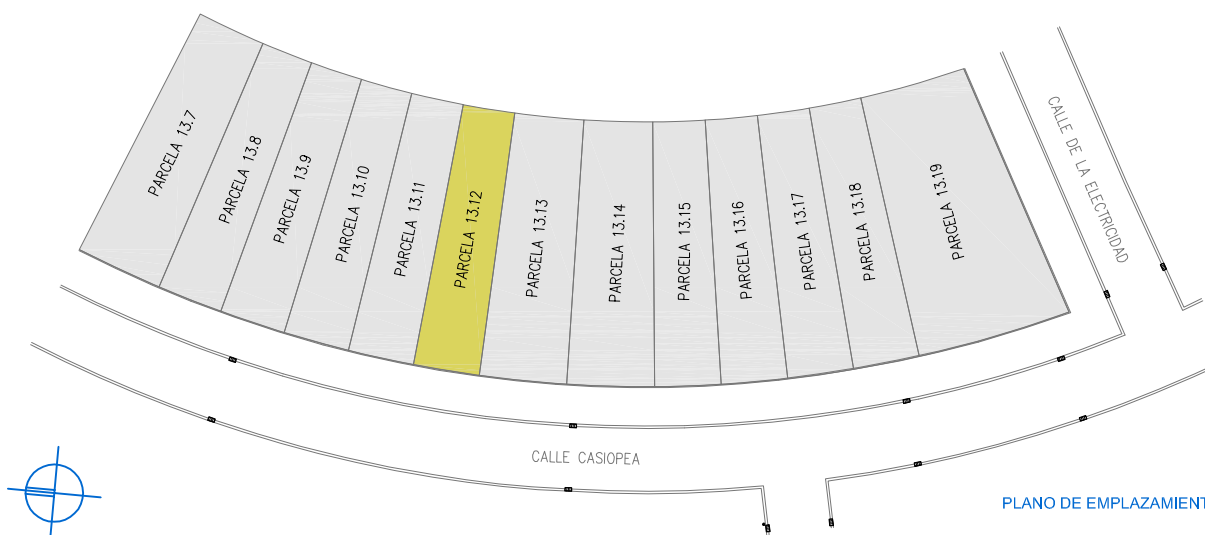 PARCELA 13.7
PARCELA 13.8
PARCELA 13.9
PARCELA 13.10
PARCELA 13.11
PARCELA 13.12
PARCELA 13.13
PARCELA 13.14
PARCELA 13.15
PARCELA 13.16
PARCELA 13.17
PARCELA 13.18
PARCELA 13.19
CALLE DE LA ELECTRICIDAD
CALLE CASIOPEA
PLANO DE EMPLAZAMIENT